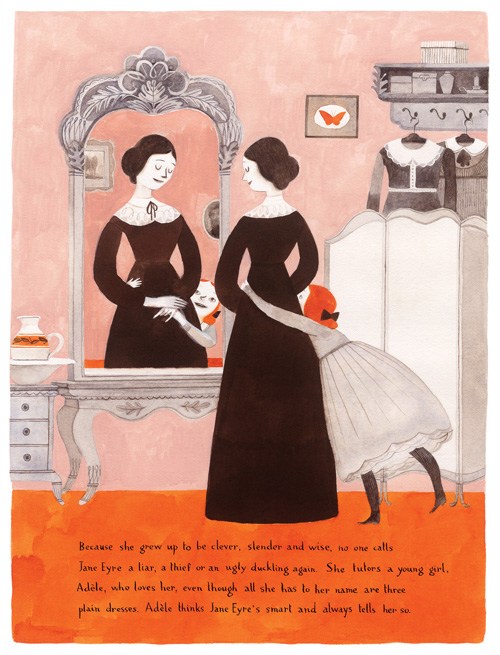 Because she grew up to be clever, slender and wise, no one calls
Jane Eyre a liar, a thief or an ugly duckling again. She tutors a young girl,
Adèle, who loves her, even though all she has to her name are three
plain dresses. Adèle thinks Jane Eyre's smart and always tells her so.